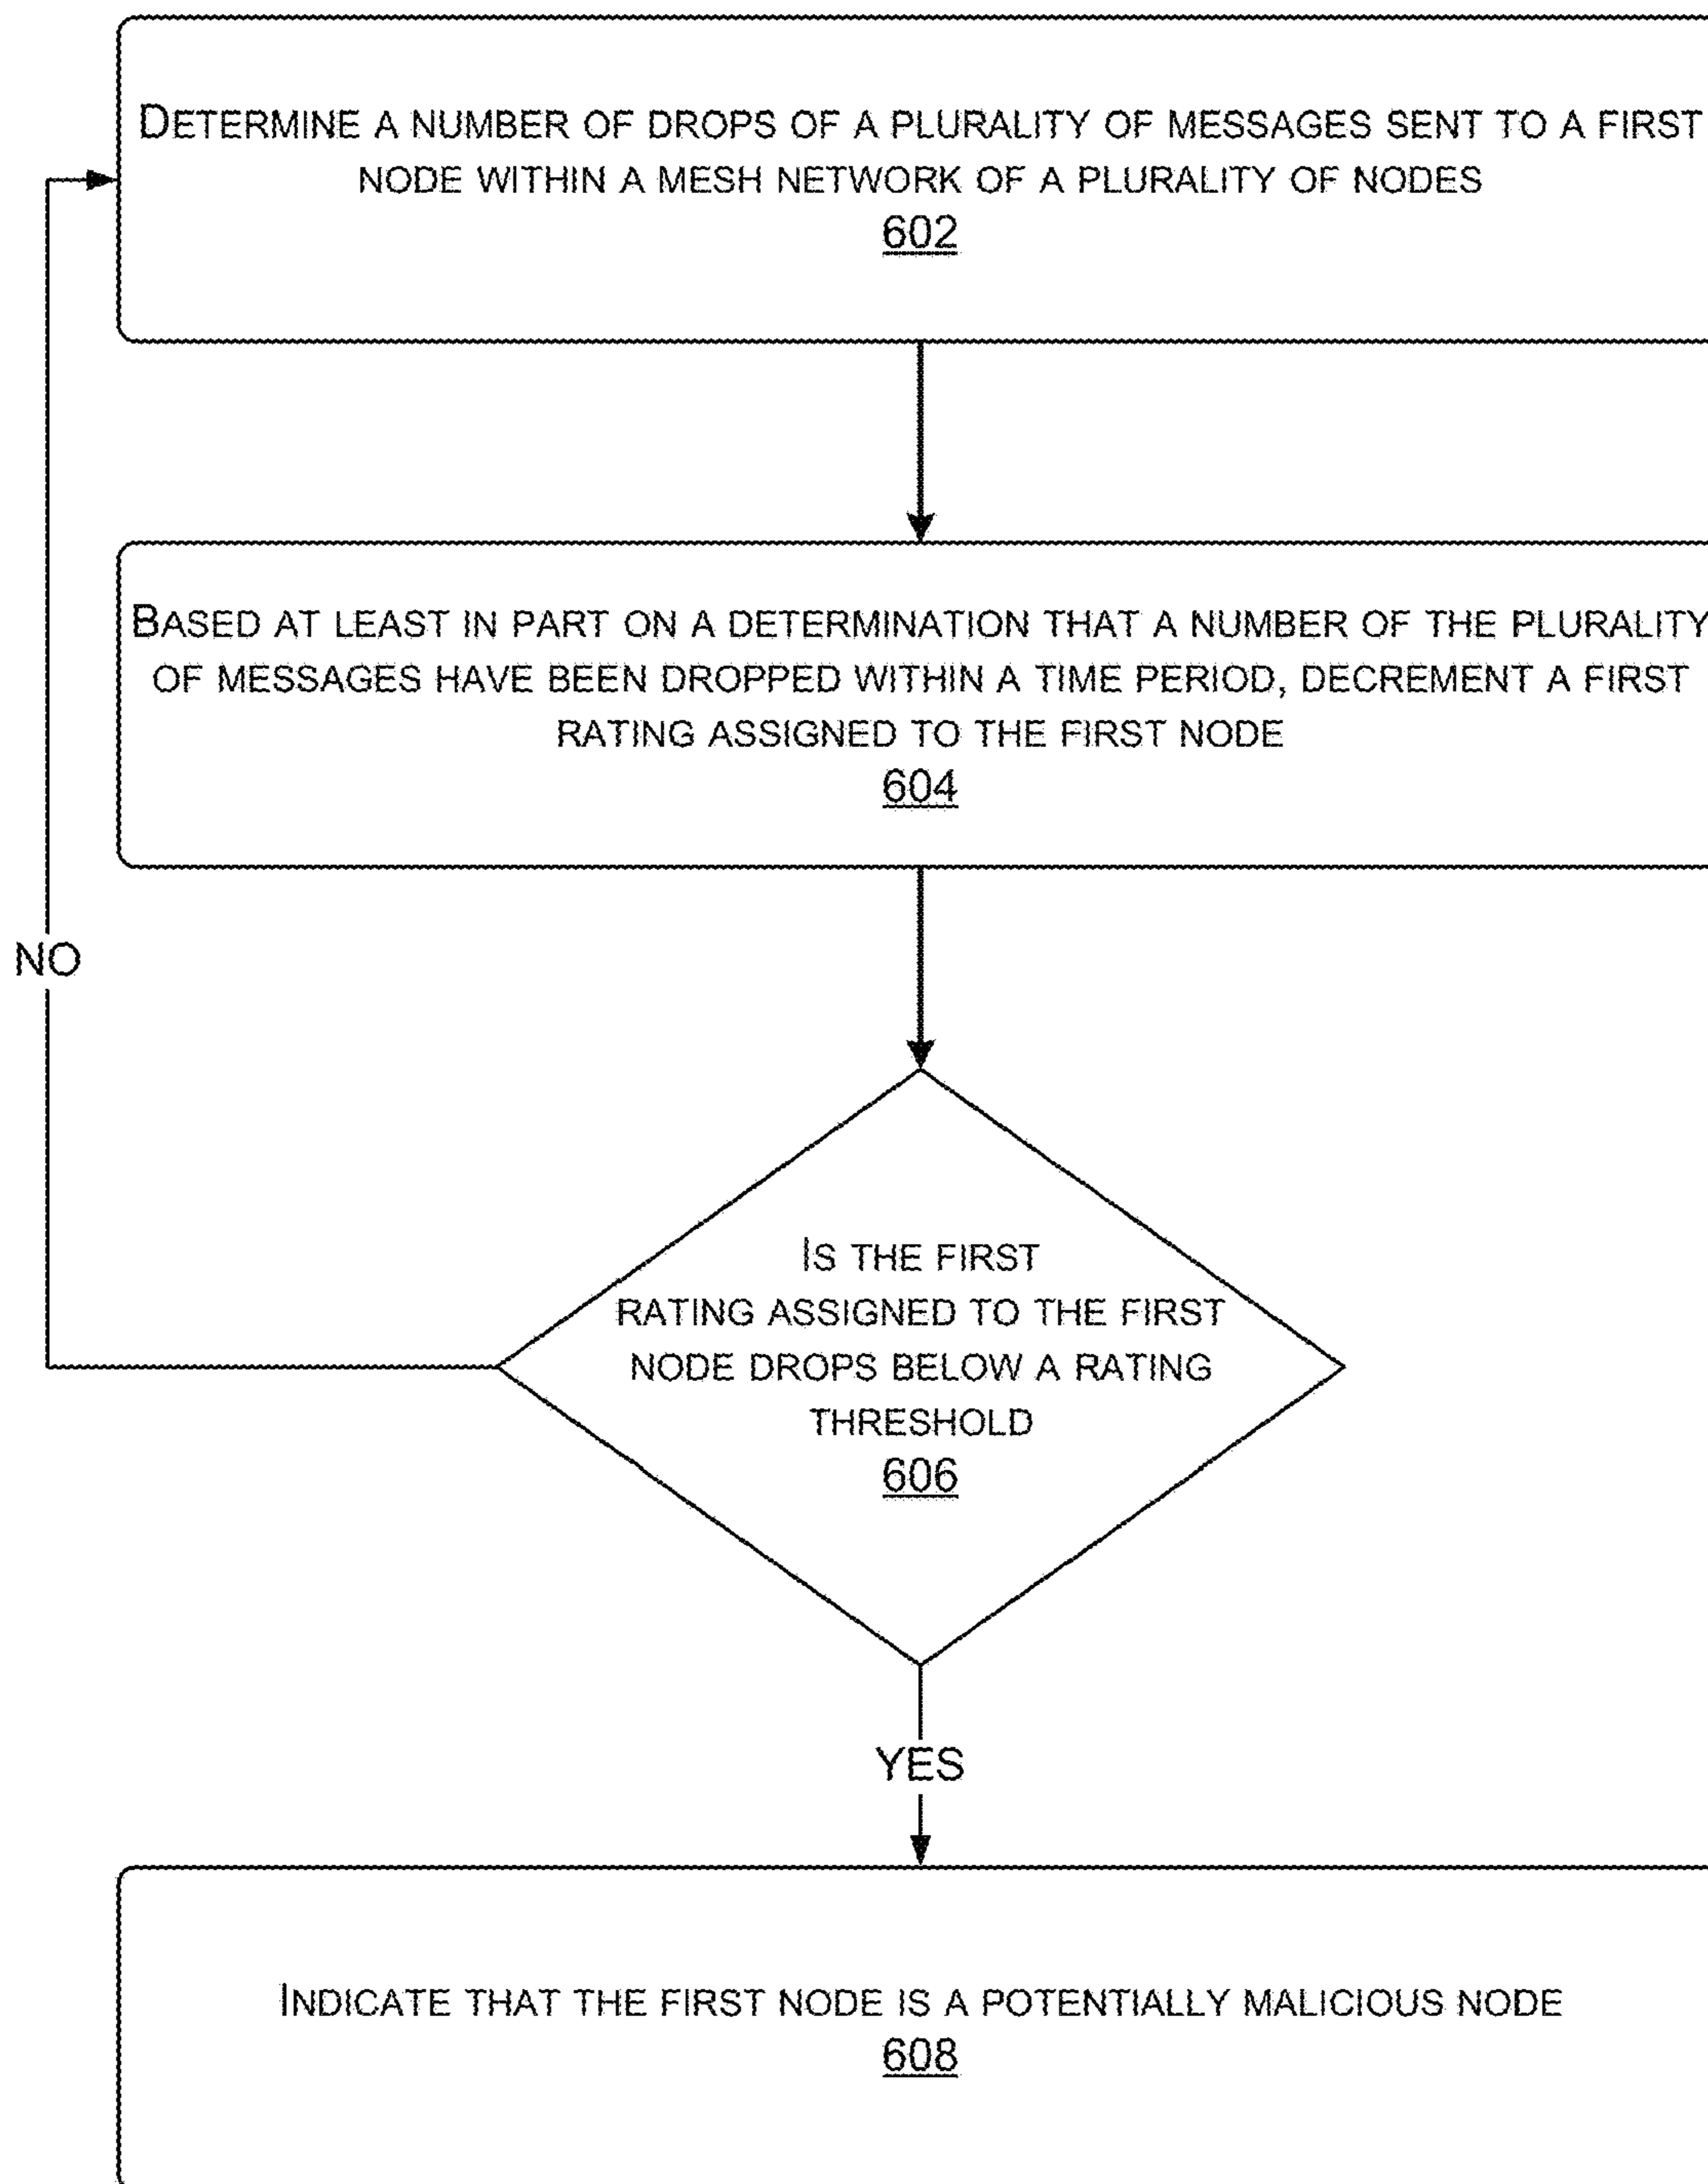 DETERMINE A NUMBER OF DROPS OF A PLURALITY OF MESSAGES SENT TO A FIRST
NODE WITHIN A MESH NETWORK OF A PLURALITY OF NODES
602
BASED AT LEAST IN PART ON A DETERMINATION THAT A NUMBER OF THE PLURALITY
OF MESSAGES HAVE BEEN DROPPED WITHIN A TIME PERIOD, DECREMENT A FIRST
RATING ASSIGNED TO THE FIRST NODE
604
NO
IS THE FIRST
RATING ASSIGNED TO THE FIRST
NODE DROPS BELOW A RATING
THRESHOLD
606
YES
INDICATE THAT THE FIRST NODE IS A POTENTIALLY MALICIOUS NODE
608